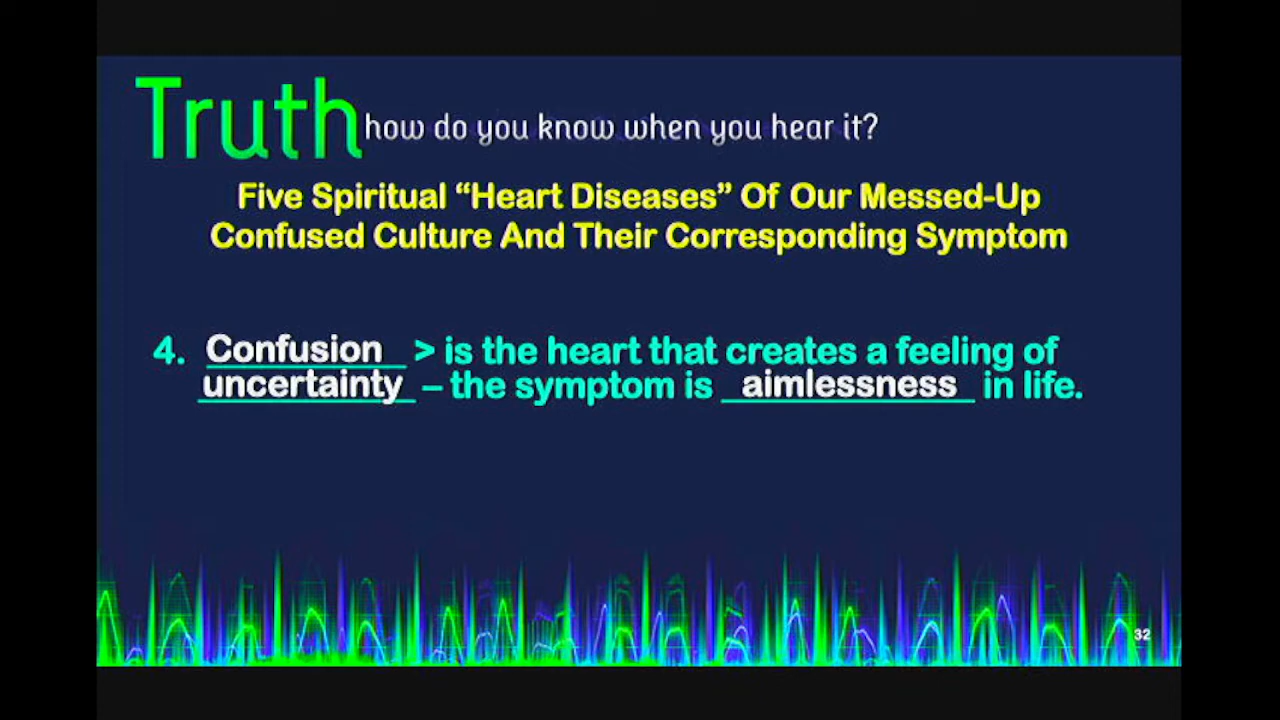 Truth how do you know when you hear it?
Five Spiritual “Heart Diseases” Of Our Messed-Up
Confused Culture And Their Corresponding Symptom
4. Confusion > is the heart that creates a feeling of
uncertainty – the symptom is aimlessness in life.
32